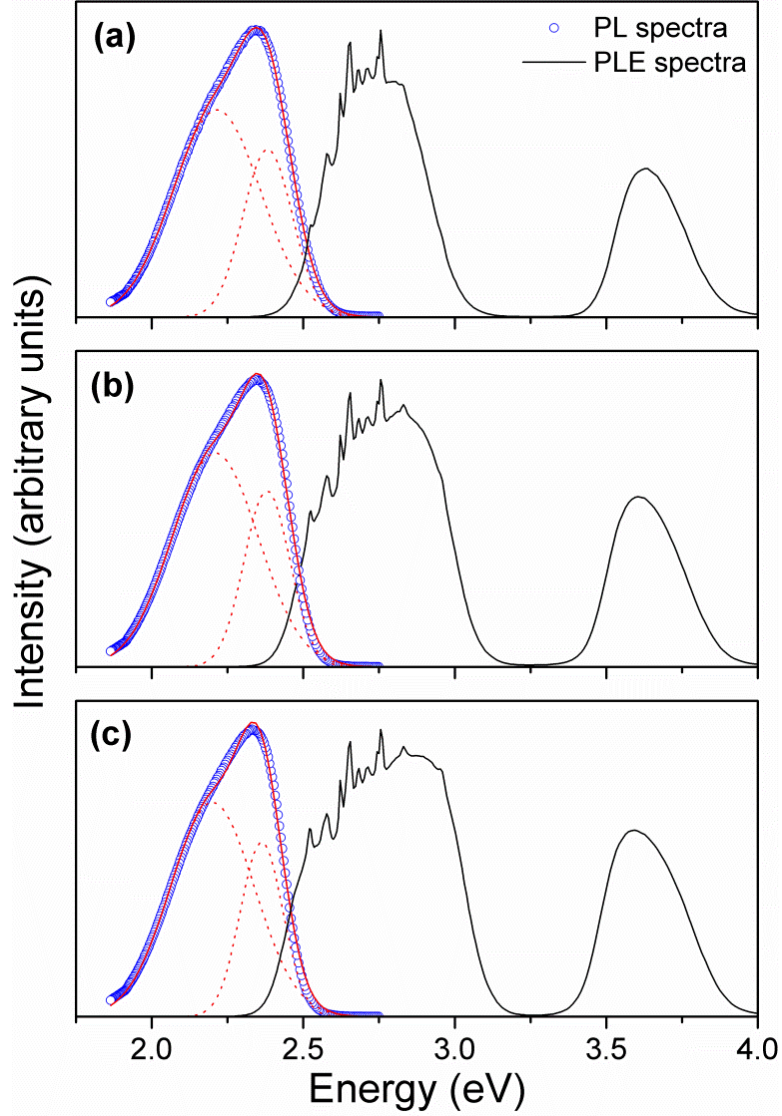 (a)
PL spectra
PLE spectra
(b)
(c)
Intensity (arbitrary units)
2.0 2.5 3.0 3.5 4.0
Energy (eV)